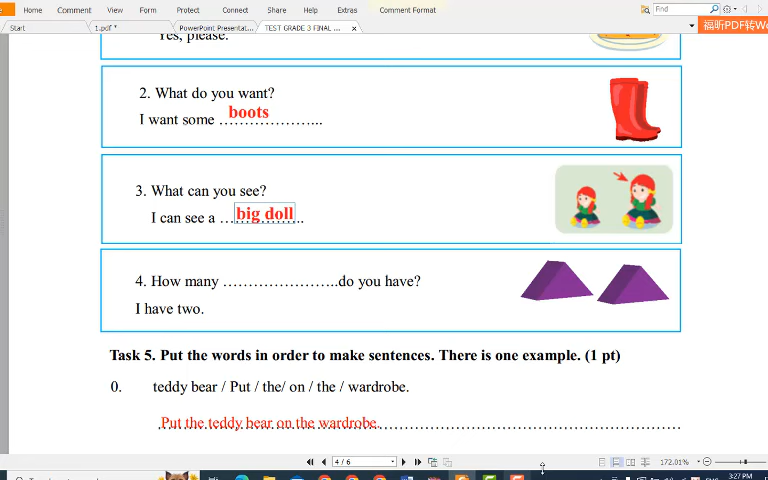 Home Comment View Form Protect Connect Share Help Extras Comment Format Find
Start 1.pdf * PowerPoint Presentat... TEST GRADE 3 FINAL ... 福昕PDF转Wo
Yes, please.
2. What do you want?
boots
I want some …………………...
3. What can you see?
I can see a …big doll…..
4. How many …………………..do you have?
I have two.
Task 5. Put the words in order to make sentences. There is one example. (1 pt)
0. teddy bear / Put / the/ on / the / wardrobe.
Put the teddy bear on the wardrobe.
4 / 6 172.01%
ENG 3:27 PM